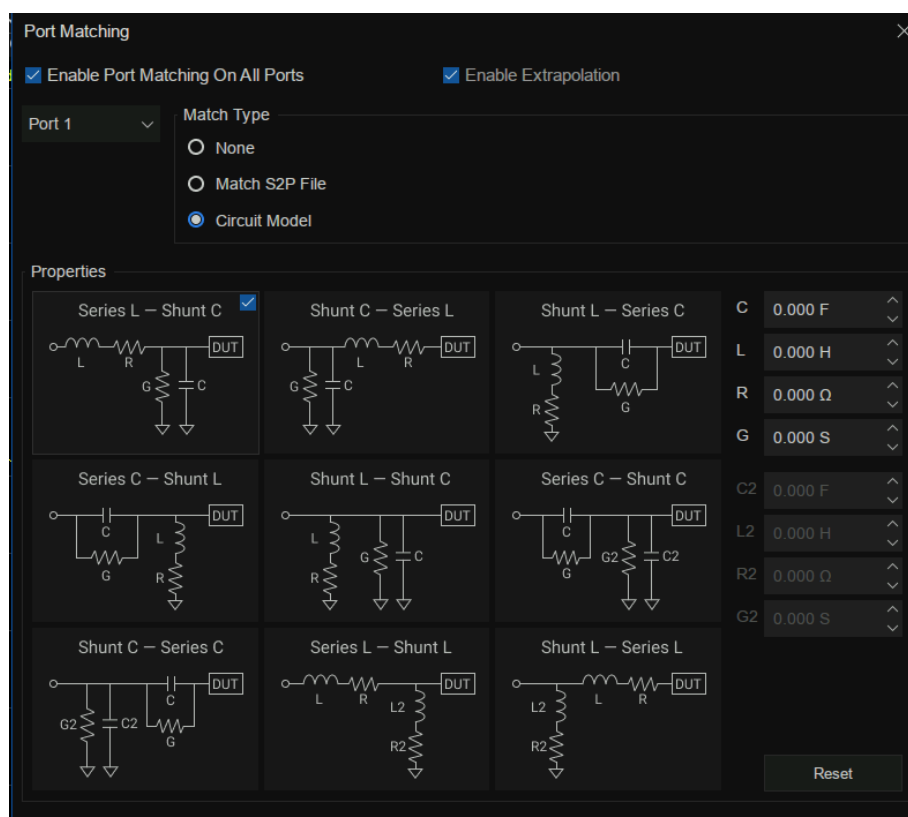 Port Matching
Enable Port Matching On All Ports
Enable Extrapolation
Port 1
Match Type
None
Match S2P File
Circuit Model
Properties
Series L — Shunt C
L R G C DUT
Shunt C — Series L
G C L R DUT
Shunt L — Series C
L R C G DUT
Series C — Shunt L
C G L R DUT
Shunt L — Shunt C
L R G C DUT
Series C — Shunt C
C G G2 C2 DUT
Shunt C — Series C
G2 C2 C G DUT
Series L — Shunt L
L R L2 R2 DUT
Shunt L — Series L
L2 R2 L R DUT
C 0.000 F
L 0.000 H
R 0.000 Ω
G 0.000 S
C2 0.000 F
L2 0.000 H
R2 0.000 Ω
G2 0.000 S
Reset